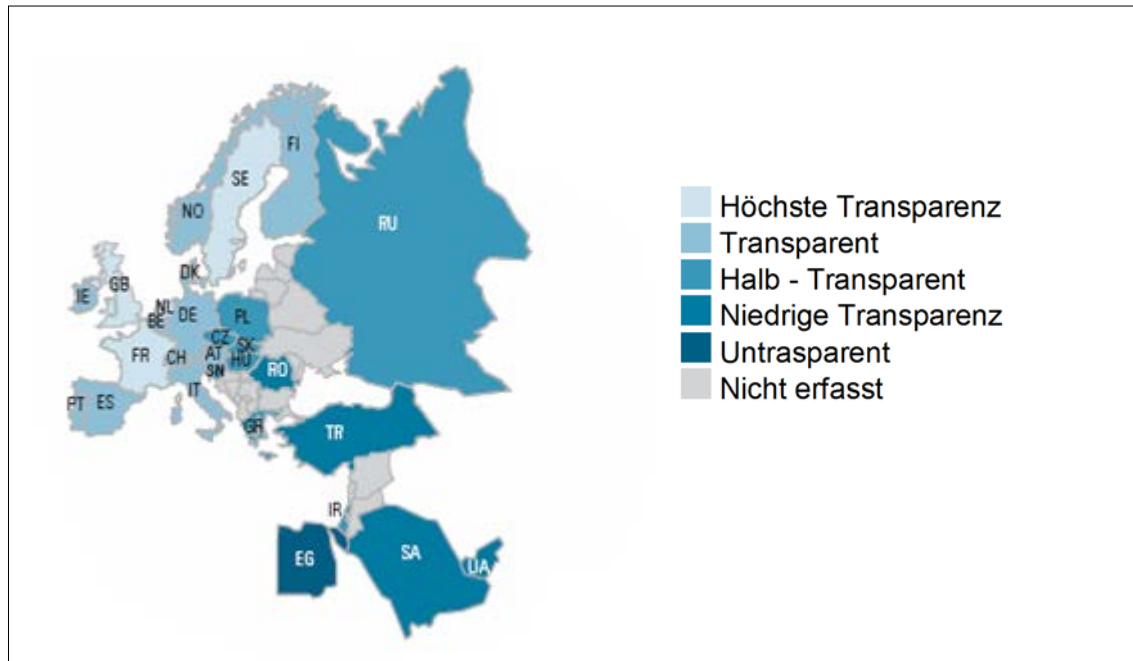 FI
SE
NO
RU
DK
GB
IE
NL
DE
BE
PL
CZ
SK
FR
CH
AT
HU
SN
RO
IT
PT
ES
GR
TR
IR
EG
SA
UA
Höchste Transparenz
Transparent
Halb - Transparent
Niedrige Transparenz
Untrasparent
Nicht erfasst